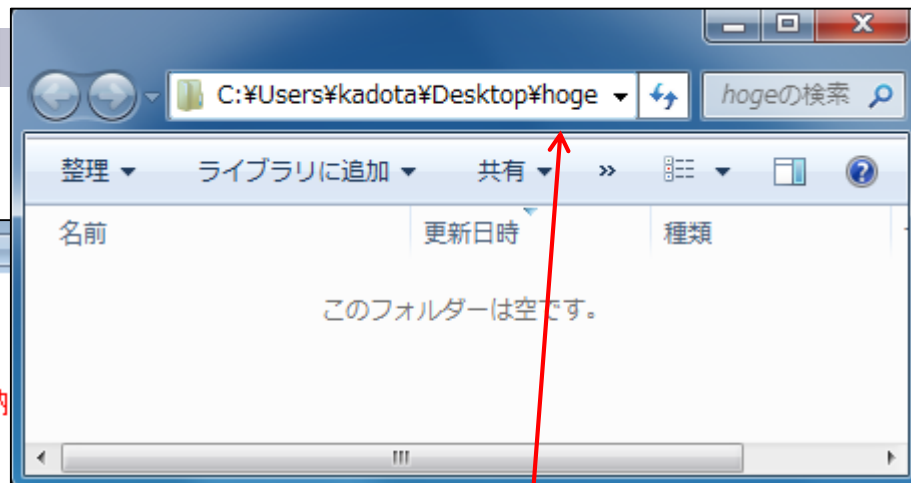 C:¥Users¥kadota¥Desktop¥hoge
hogeの検索
整理 ライブラリに追加 共有 »
名前 更新日時 種類
このフォルダーは空です。